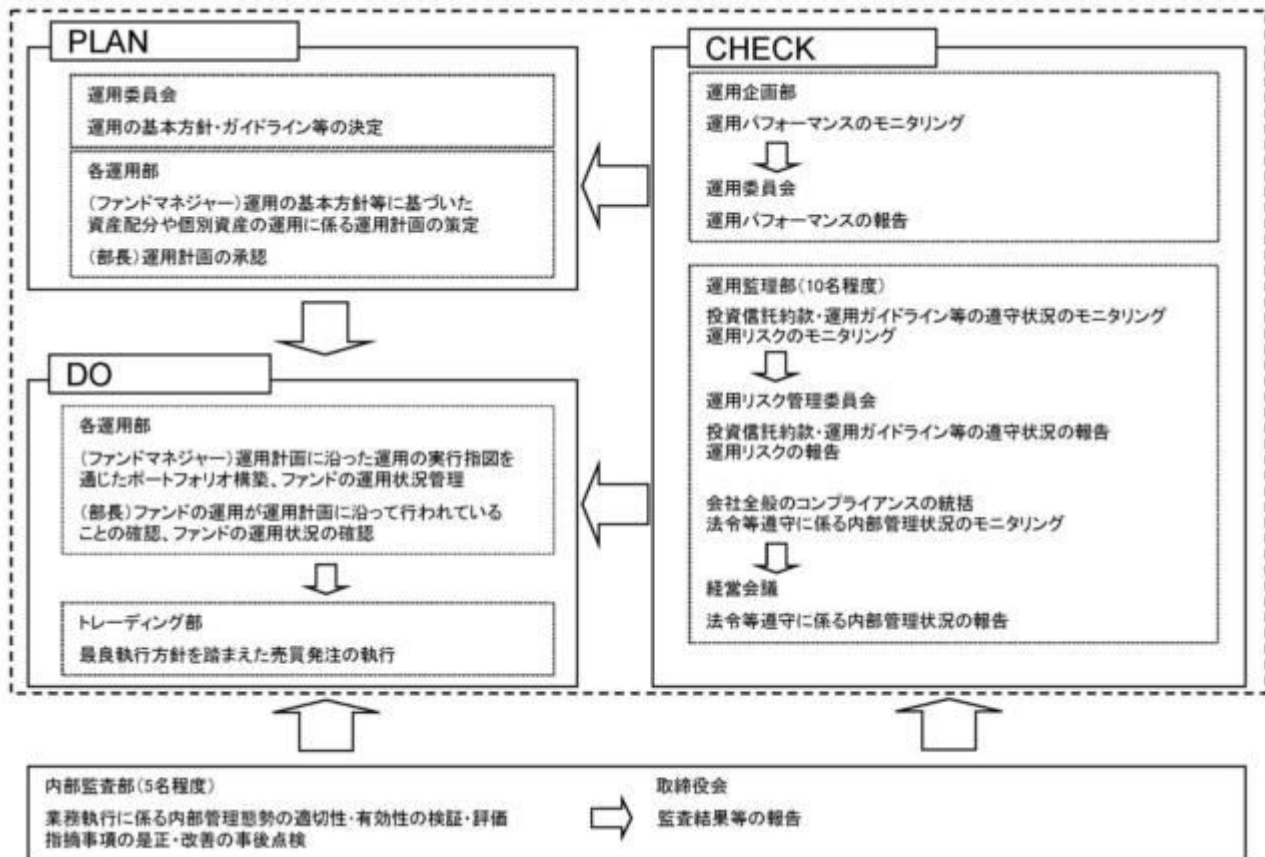 PLAN
運用委員会
運用の基本方針・ガイドライン等の決定
各運用部
(ファンドマネジャー)運用の基本方針等に基づいた
資産配分や個別資産の運用に係る運用計画の策定
(部長)運用計画の承認
DO
各運用部
(ファンドマネジャー)運用計画に沿った運用の実行指図を
通じたポートフォリオ構築、ファンドの運用状況管理
(部長)ファンドの運用が運用計画に沿って行われている
ことの確認、ファンドの運用状況の確認
トレーディング部
最良執行方針を踏まえた売買発注の執行
CHECK
運用企画部
運用パフォーマンスのモニタリング
運用委員会
運用パフォーマンスの報告
運用監理部(10名程度)
投資信託約款・運用ガイドライン等の遵守状況のモニタリング
運用リスクのモニタリング
運用リスク管理委員会
投資信託約款・運用ガイドライン等の遵守状況の報告
運用リスクの報告
会社全般のコンプライアンスの統括
法令等遵守に係る内部管理状況のモニタリング
経営会議
法令等遵守に係る内部管理状況の報告
内部監査部(5名程度)
業務執行に係る内部管理態勢の適切性・有効性の検証・評価
指摘事項の是正・改善の事後点検
取締役会
監査結果等の報告